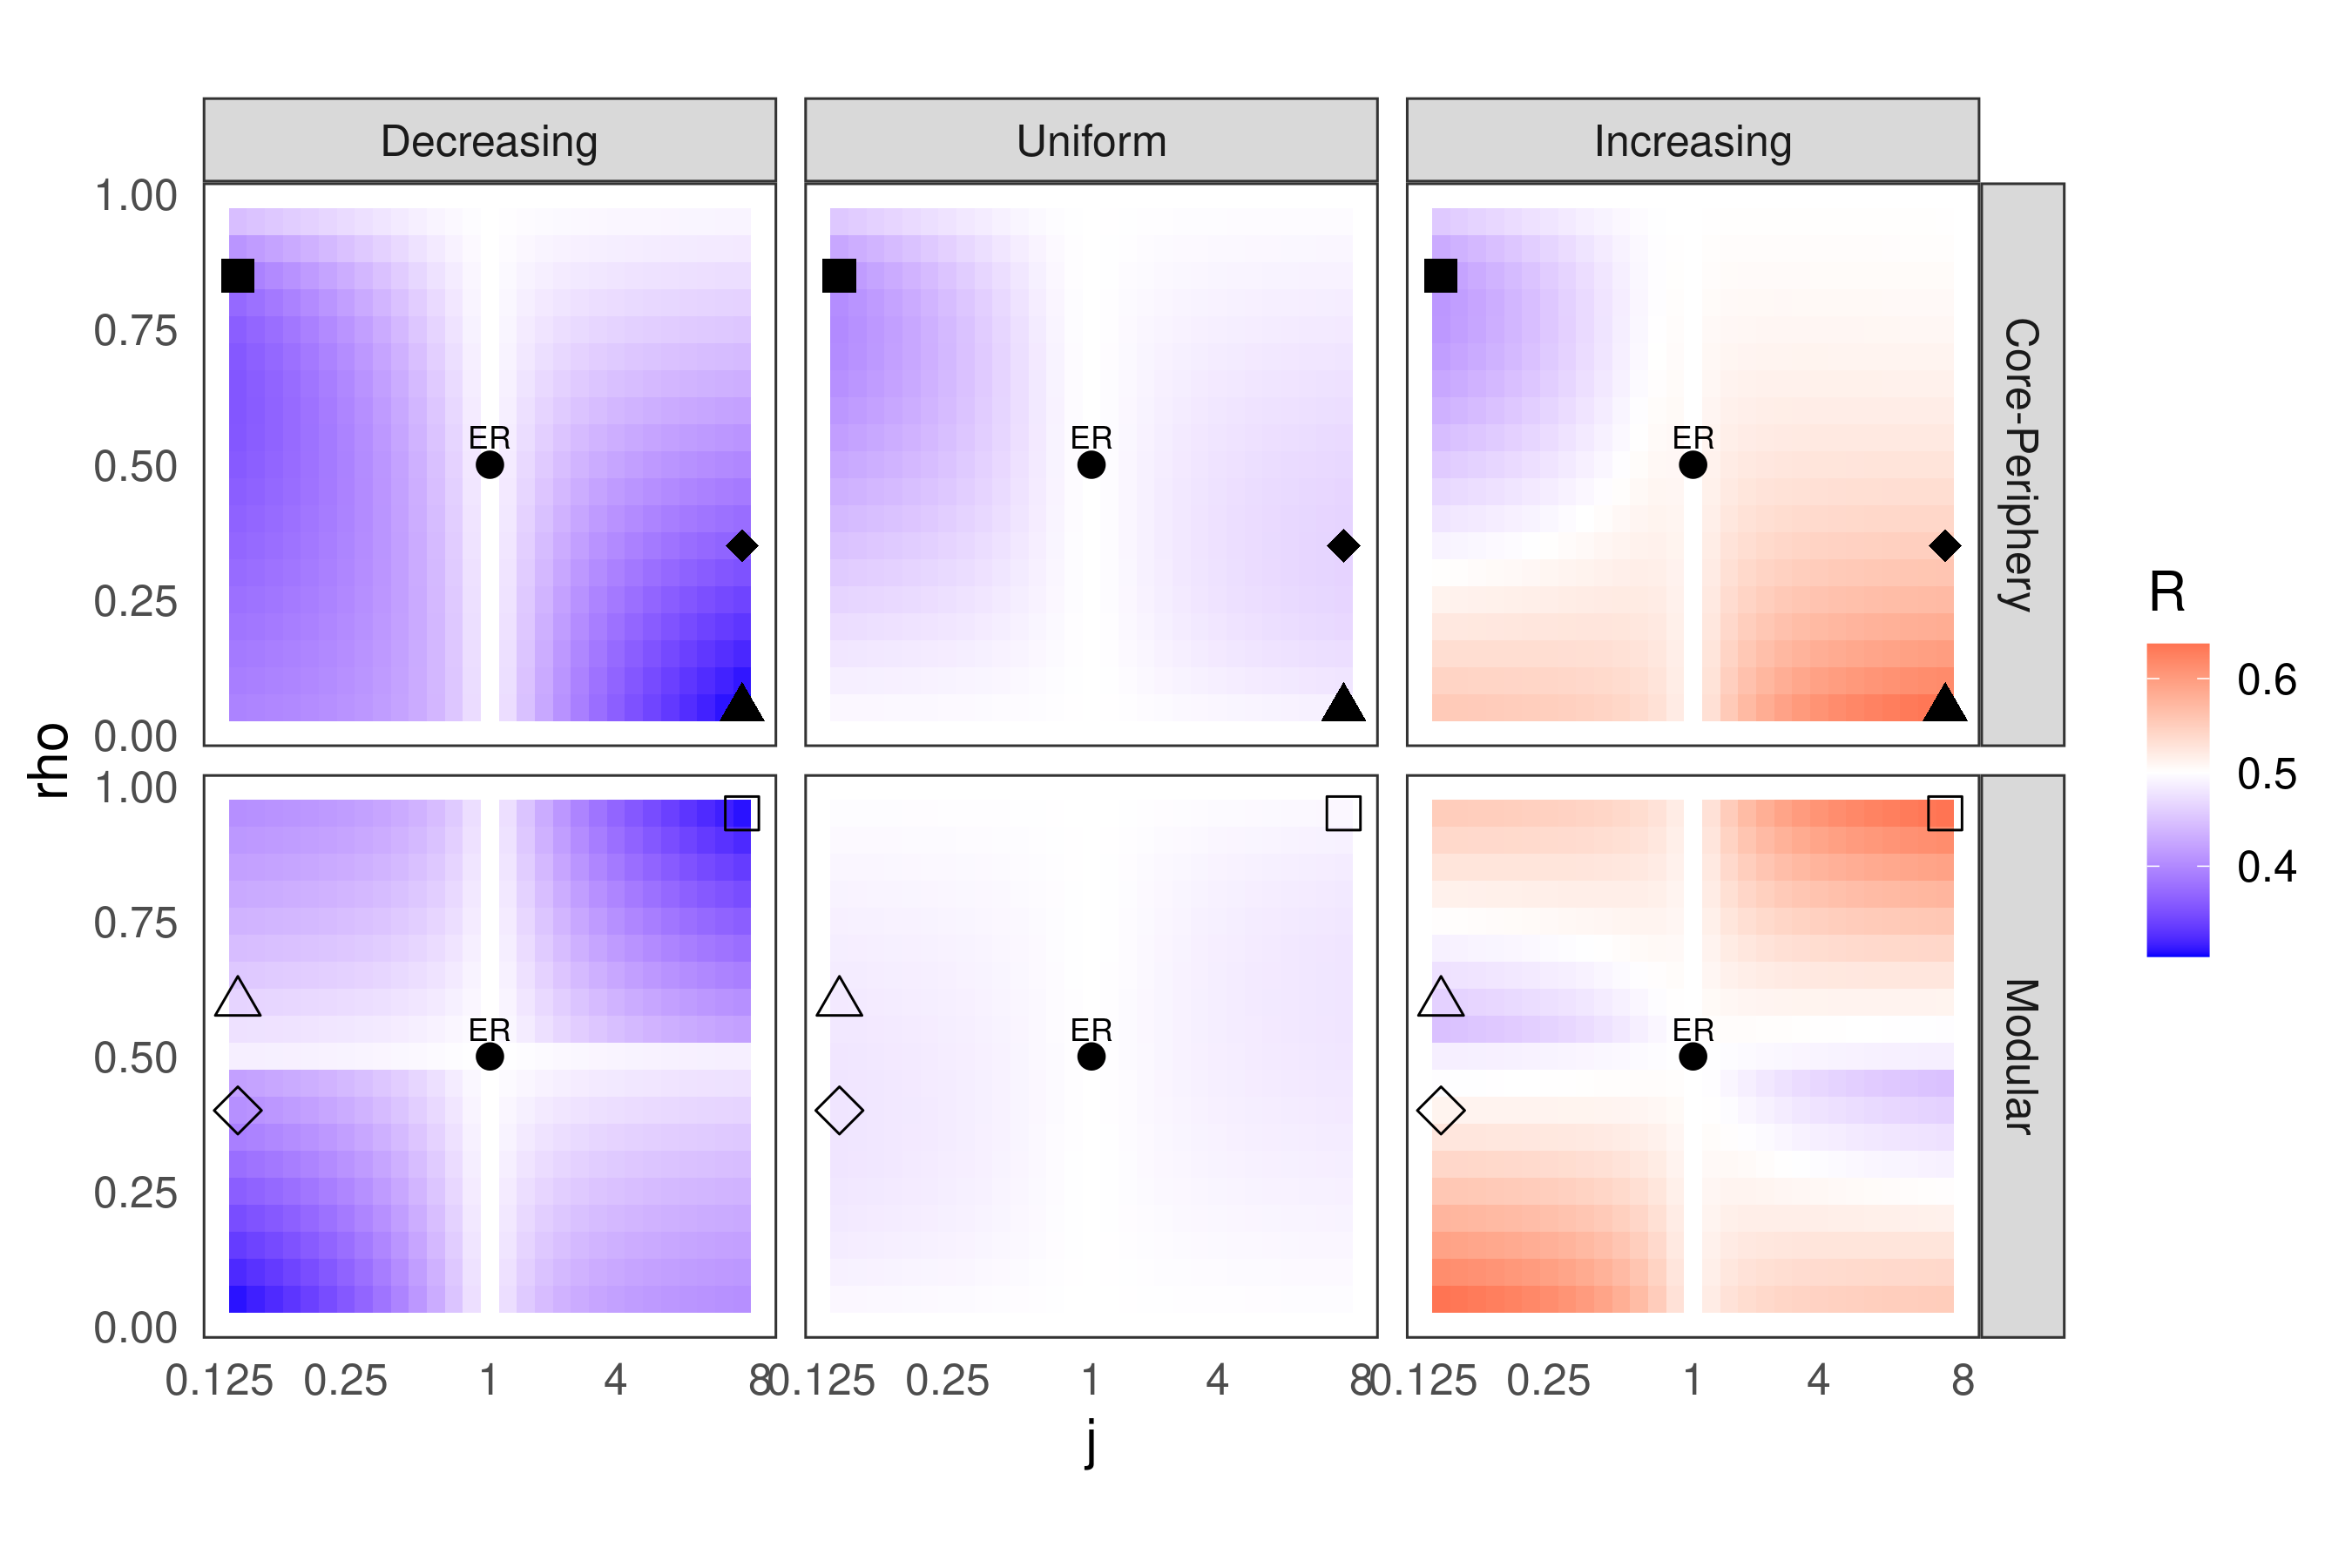 Decreasing Uniform Increasing
1.00
0.75
0.50
0.25
0.00
ER ER ER
Core-Periphery
rho
1.00
0.75
0.50
0.25
0.00
ER ER ER
Modular
0.125 0.25 1 4 8 0.125 0.25 1 4 8 0.125 0.25 1 4 8
j
R
0.6
0.5
0.4